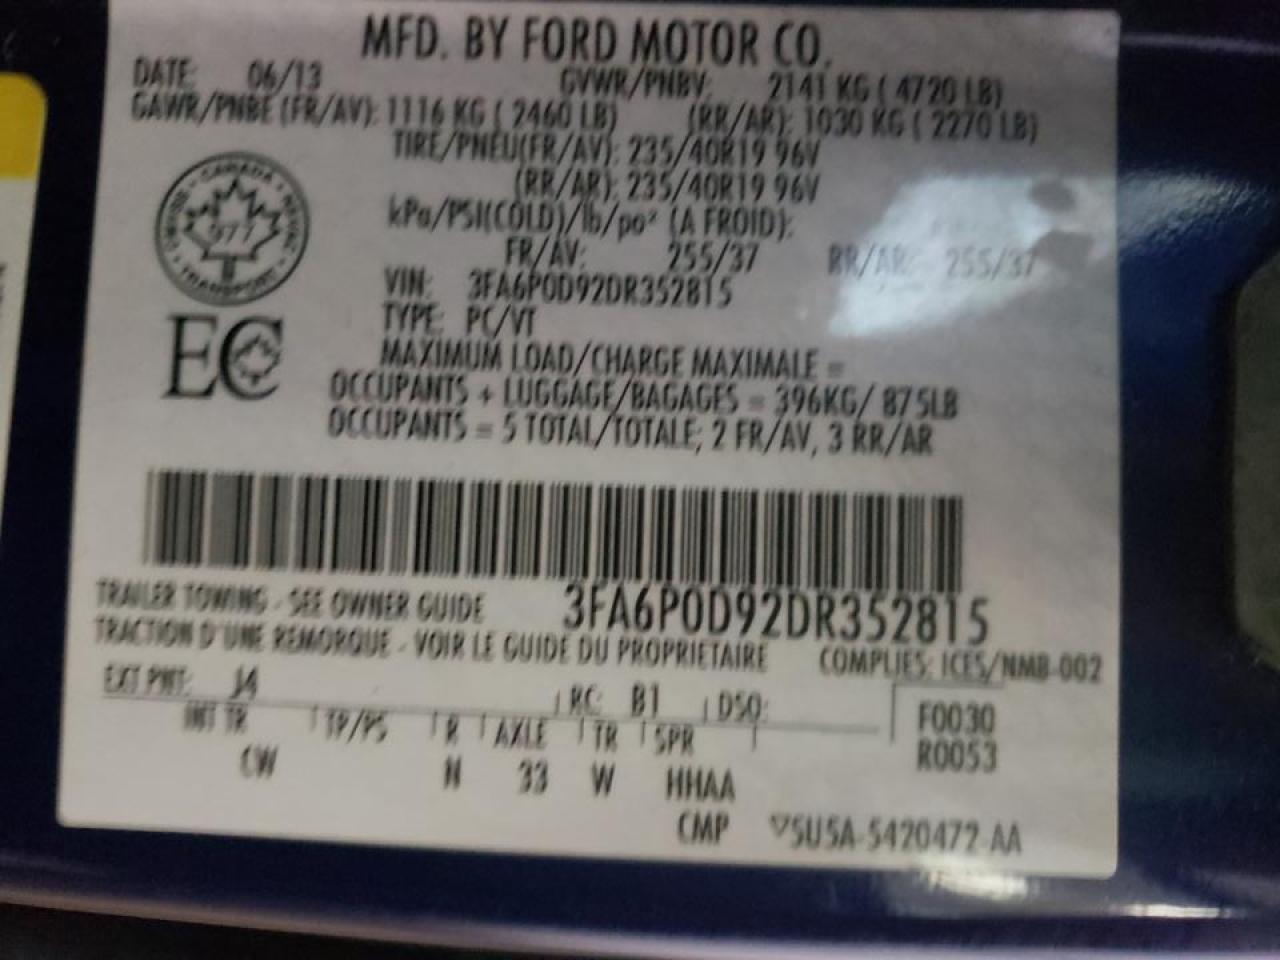 MFD. BY FORD MOTOR CO.
DATE: 06/13 GVWR/PNBV: 2141 KG ( 4720 LB)
GAWR/PNBE (FR/AV): 1116 KG ( 2460 LB) (RR/AR): 1030 KG ( 2270 LB)
TIRE/PNEU(FR/AV): 235/40R19 96V
(RR/AR): 235/40R19 96V
kPa/PSI(COLD)/lb/po² (A FROID):
FR/AV: 255/37 RR/AR: 255/37
CANADA
977
TRANSPORT
VIN: 3FA6P0D92DR352815
TYPE: PC/VT
EC
MAXIMUM LOAD/CHARGE MAXIMALE =
OCCUPANTS + LUGGAGE/BAGAGES = 396KG/ 875LB
OCCUPANTS = 5 TOTAL/TOTALE; 2 FR/AV, 3 RR/AR
TRAILER TOWING - SEE OWNER GUIDE 3FA6P0D92DR352815
TRACTION D'UNE REMORQUE - VOIR LE GUIDE DU PROPRIETAIRE COMPLIES: ICES/NMB-002
EXT PNT: J4 RC: B1 DSO: F0030
INT TR TP/PS R AXLE TR SPR R0053
CW N 33 W HHAA
CMP ▽5U5A-5420472-AA